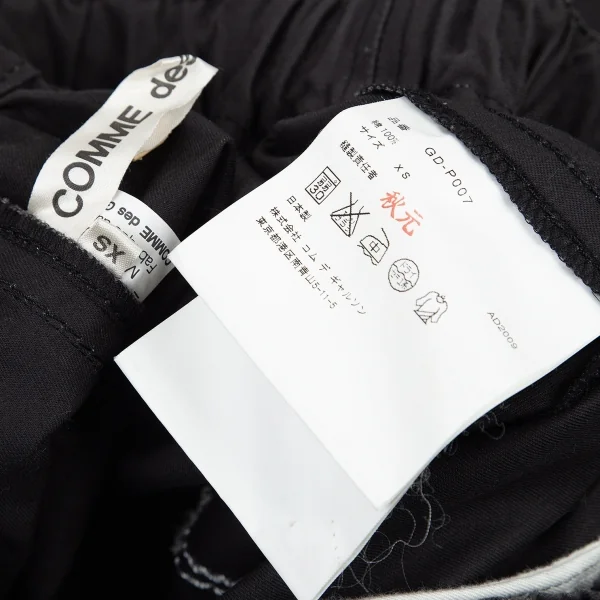 COMME des
COMME des G
Fab
M
XS
品番 GD-P007
綿 100%
サイズ XS
縫製責任者 秋元
日本製
株式会社 コム デ ギャルソン
東京都港区南青山5-11-5
AD2009